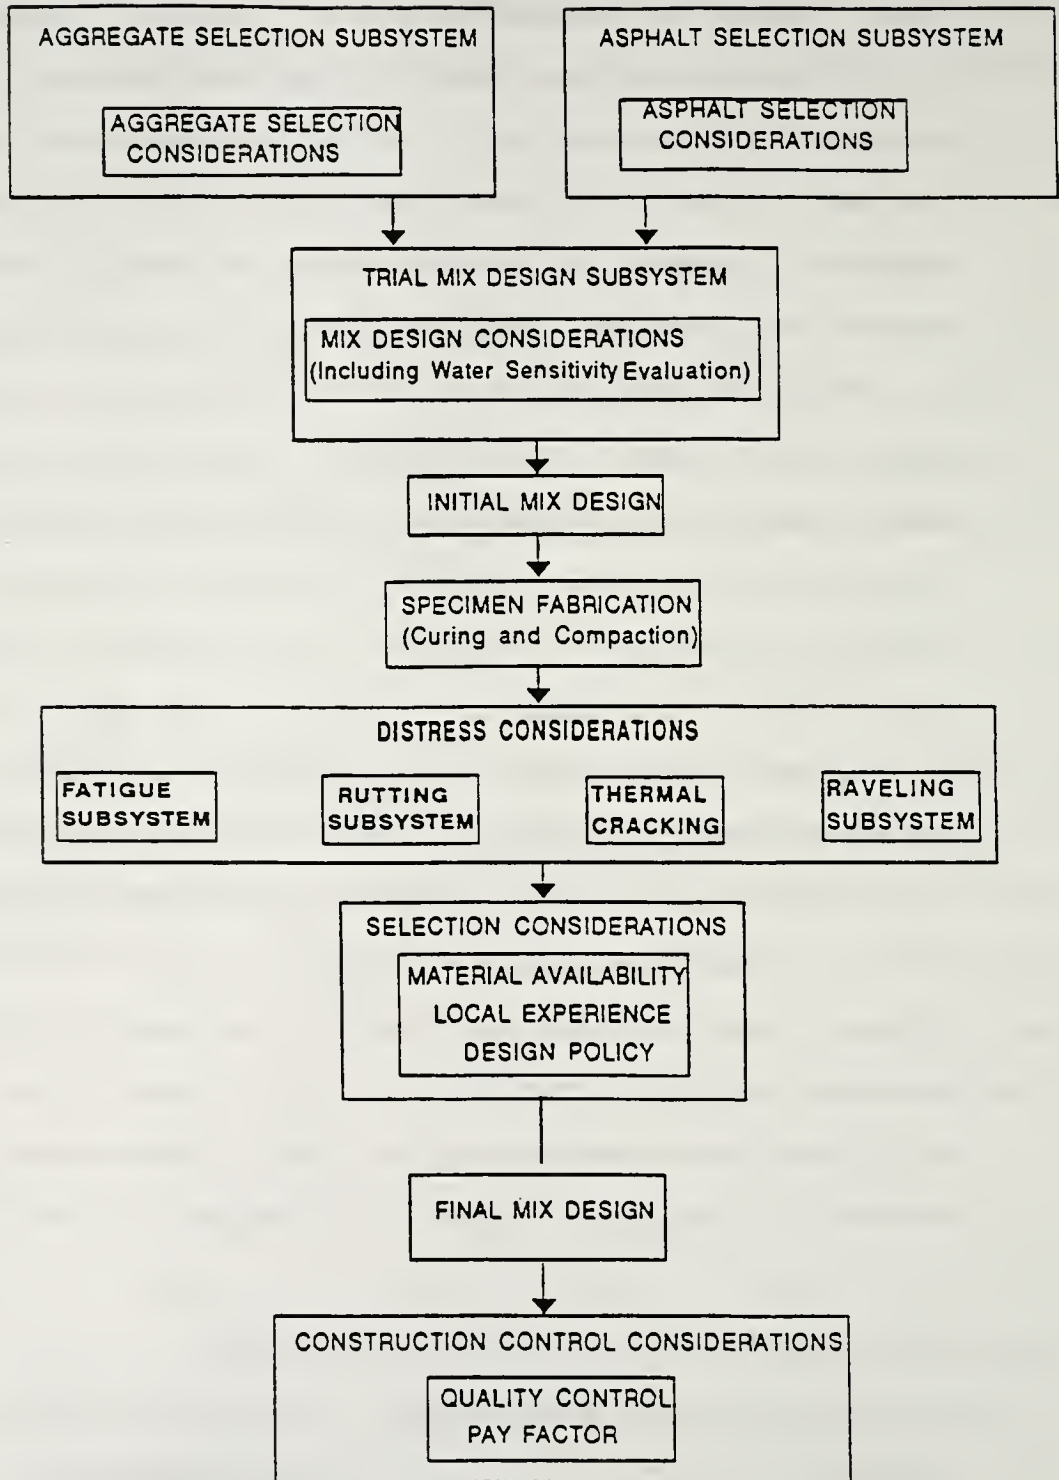 AGGREGATE SELECTION SUBSYSTEM
AGGREGATE SELECTION
CONSIDERATIONS
ASPHALT SELECTION SUBSYSTEM
ASPHALT SELECTION
CONSIDERATIONS
TRIAL MIX DESIGN SUBSYSTEM
MIX DESIGN CONSIDERATIONS
(Including Water Sensitivity Evaluation)
INITIAL MIX DESIGN
SPECIMEN FABRICATION
(Curing and Compaction)
DISTRESS CONSIDERATIONS
FATIGUE
SUBSYSTEM
RUTTING
SUBSYSTEM
THERMAL
CRACKING
RAVELING
SUBSYSTEM
SELECTION CONSIDERATIONS
MATERIAL AVAILABILITY
LOCAL EXPERIENCE
DESIGN POLICY
FINAL MIX DESIGN
CONSTRUCTION CONTROL CONSIDERATIONS
QUALITY CONTROL
PAY FACTOR